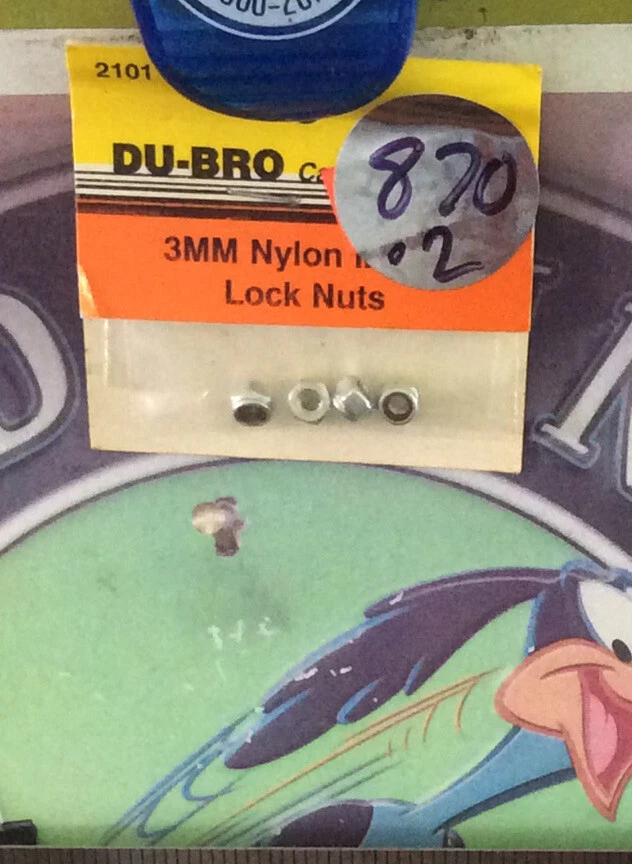 2101
DU-BRO
870
.2
3MM Nylon
Lock Nuts